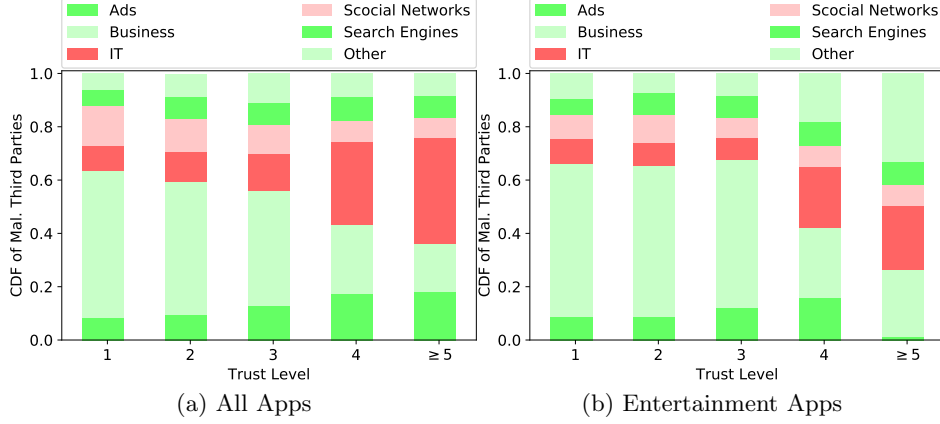 Ads
Business
IT
Scocial Networks
Search Engines
Other
CDF of Mal. Third Parties
1.0
0.8
0.6
0.4
0.2
0.0
1 2 3 4 ≥ 5
Trust Level
(a) All Apps
Ads
Business
IT
Scocial Networks
Search Engines
Other
CDF of Mal. Third Parties
1.0
0.8
0.6
0.4
0.2
0.0
1 2 3 4 ≥ 5
Trust Level
(b) Entertainment Apps